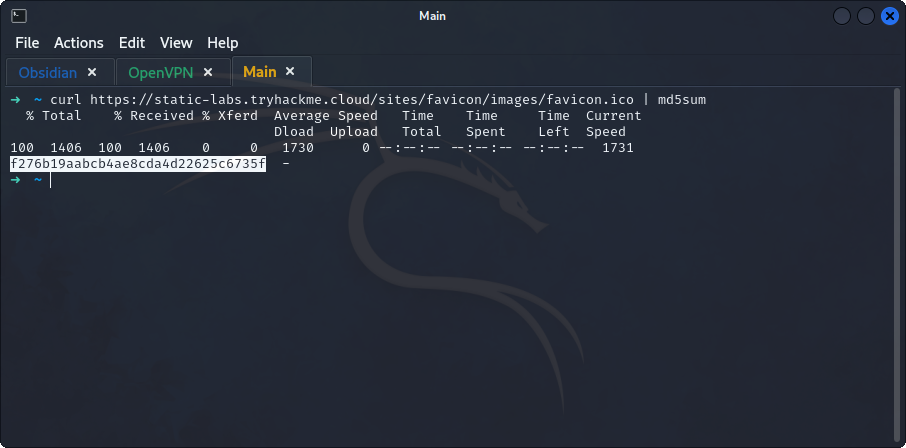 Main
File Actions Edit View Help
Obsidian × OpenVPN × Main ×
→ ~ curl https://static-labs.tryhackme.cloud/sites/favicon/images/favicon.ico | md5sum
% Total % Received % Xferd Average Speed Time Time Time Current
Dload Upload Total Spent Left Speed
100 1406 100 1406 0 0 1730 0 --:--:-- --:--:-- --:--:-- 1731
f276b19aabcb4ae8cda4d22625c6735f -
→ ~